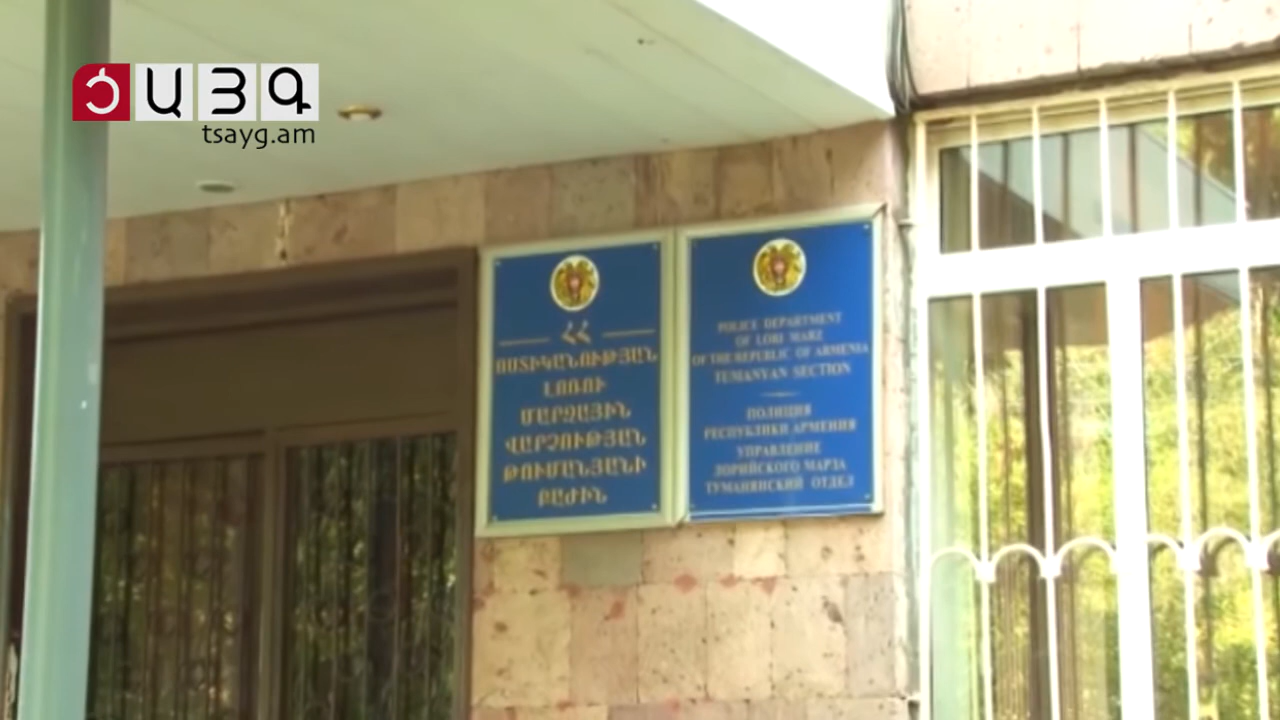 ՇԱՅԳ
tsayg.am
ՀՀ
ՈՍՏԻԿԱՆՈՒԹՅԱՆ
ԼՈՌՈՒ
ՄԱՐԶԱՅԻՆ
ՎԱՐՉՈՒԹՅԱՆ
ԹՈՒՄԱՆՅԱՆԻ
ԲԱԺԻՆ
POLICE DEPARTMENT
OF LORI MARZ
OF THE REPUBLIC OF ARMENIA
TUMANYAN SECTION
ПОЛИЦИЯ
РЕСПУБЛИКИ АРМЕНИЯ
УПРАВЛЕНИЕ
ЛОРИЙСКОГО МАРЗА
ТУМАНЯНСКИЙ ОТДЕЛ